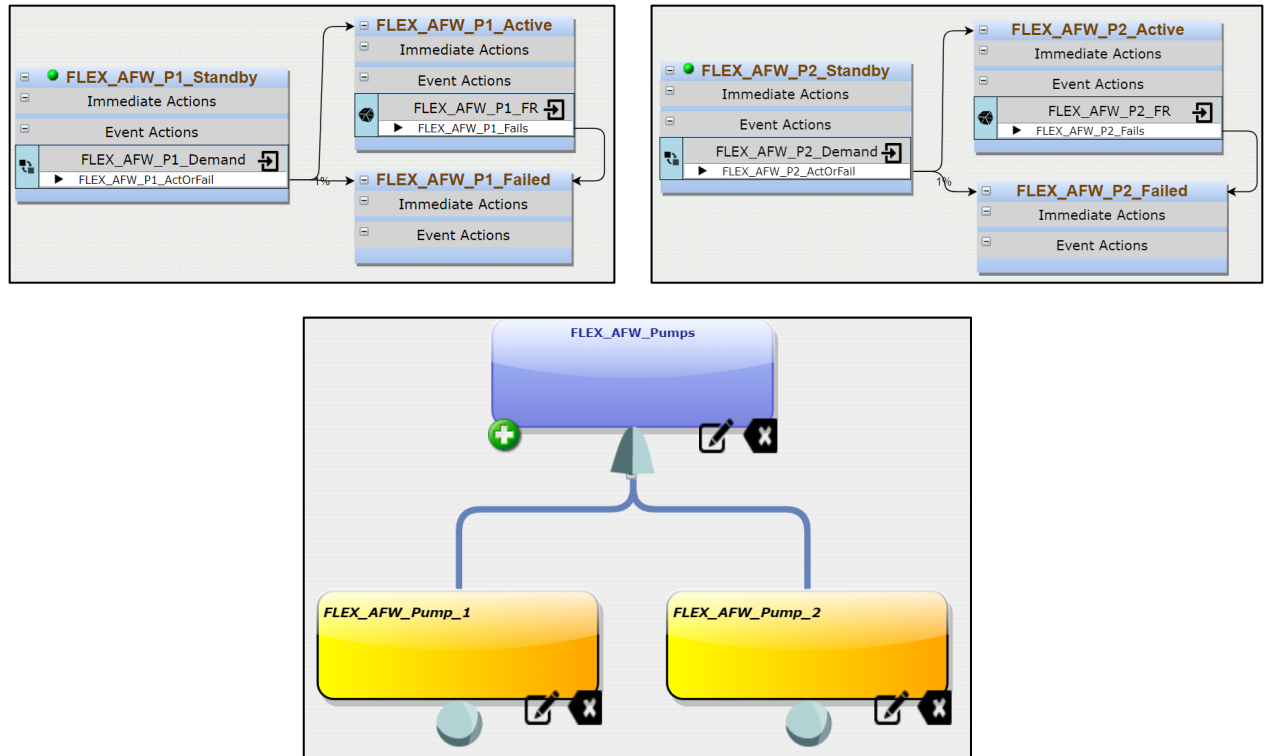 FLEX_AFW_P1_Standby
Immediate Actions
Event Actions
FLEX_AFW_P1_Demand
FLEX_AFW_P1_ActOrFail
1%
FLEX_AFW_P1_Active
Immediate Actions
Event Actions
FLEX_AFW_P1_FR
FLEX_AFW_P1_Fails
FLEX_AFW_P1_Failed
Immediate Actions
Event Actions
FLEX_AFW_P2_Standby
Immediate Actions
Event Actions
FLEX_AFW_P2_Demand
FLEX_AFW_P2_ActOrFail
1%
FLEX_AFW_P2_Active
Immediate Actions
Event Actions
FLEX_AFW_P2_FR
FLEX_AFW_P2_Fails
FLEX_AFW_P2_Failed
Immediate Actions
Event Actions
FLEX_AFW_Pumps
FLEX_AFW_Pump_1
FLEX_AFW_Pump_2